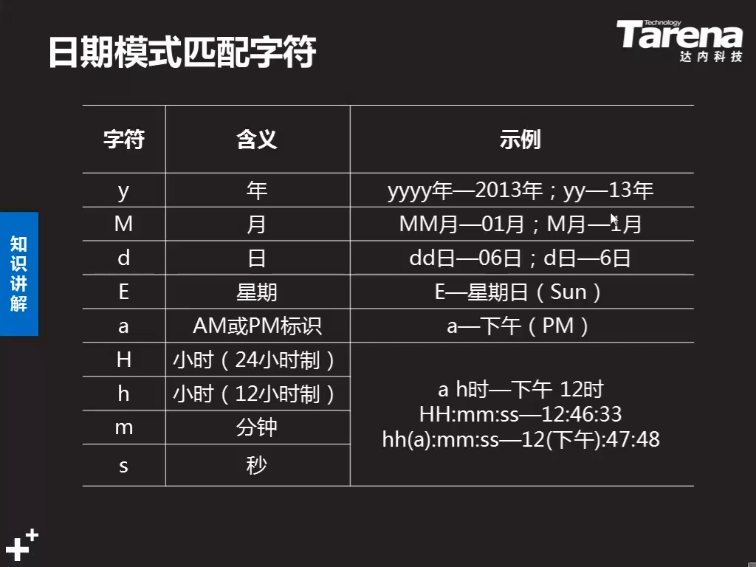 日期模式匹配字符
Technology
Tarena
达内科技
知识讲解
字符 含义 示例
y 年 yyyy年—2013年；yy—13年
M 月 MM月—01月；M月—1月
d 日 dd日—06日；d日—6日
E 星期 E—星期日（Sun）
a AM或PM标识 a—下午（PM）
H 小时（24小时制）
h 小时（12小时制）
m 分钟
s 秒
a h时—下午 12时
HH:mm:ss—12:46:33
hh(a):mm:ss—12(下午):47:48